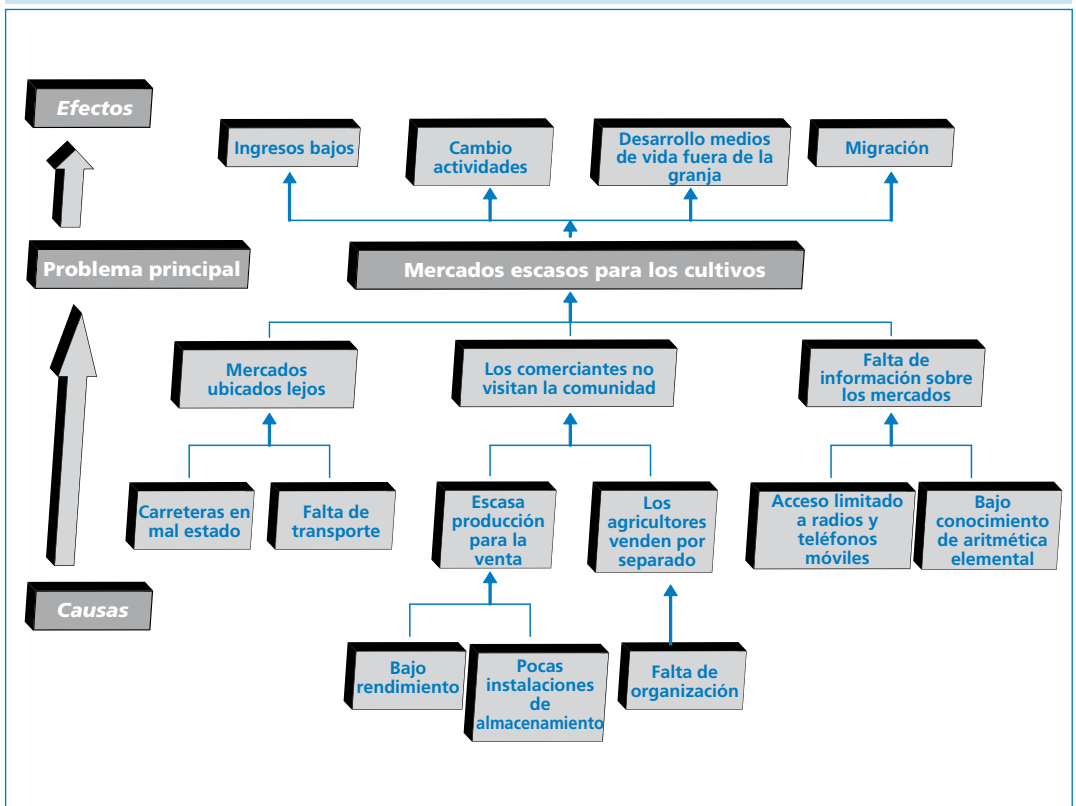 Efectos
Ingresos bajos
Cambio
actividades
Desarrollo medios
de vida fuera de la
granja
Migración
Problema principal
Mercados escasos para los cultivos
Mercados
ubicados lejos
Los comerciantes no
visitan la comunidad
Falta de
información sobre
los mercados
Carreteras en
mal estado
Falta de
transporte
Escasa
producción
para la
venta
Los
agricultores
venden por
separado
Acceso limitado
a radios y
teléfonos
móviles
Bajo
conocimiento
de aritmética
elemental
Causas
Bajo
rendimiento
Pocas
instalaciones
de
almacenamiento
Falta de
organización